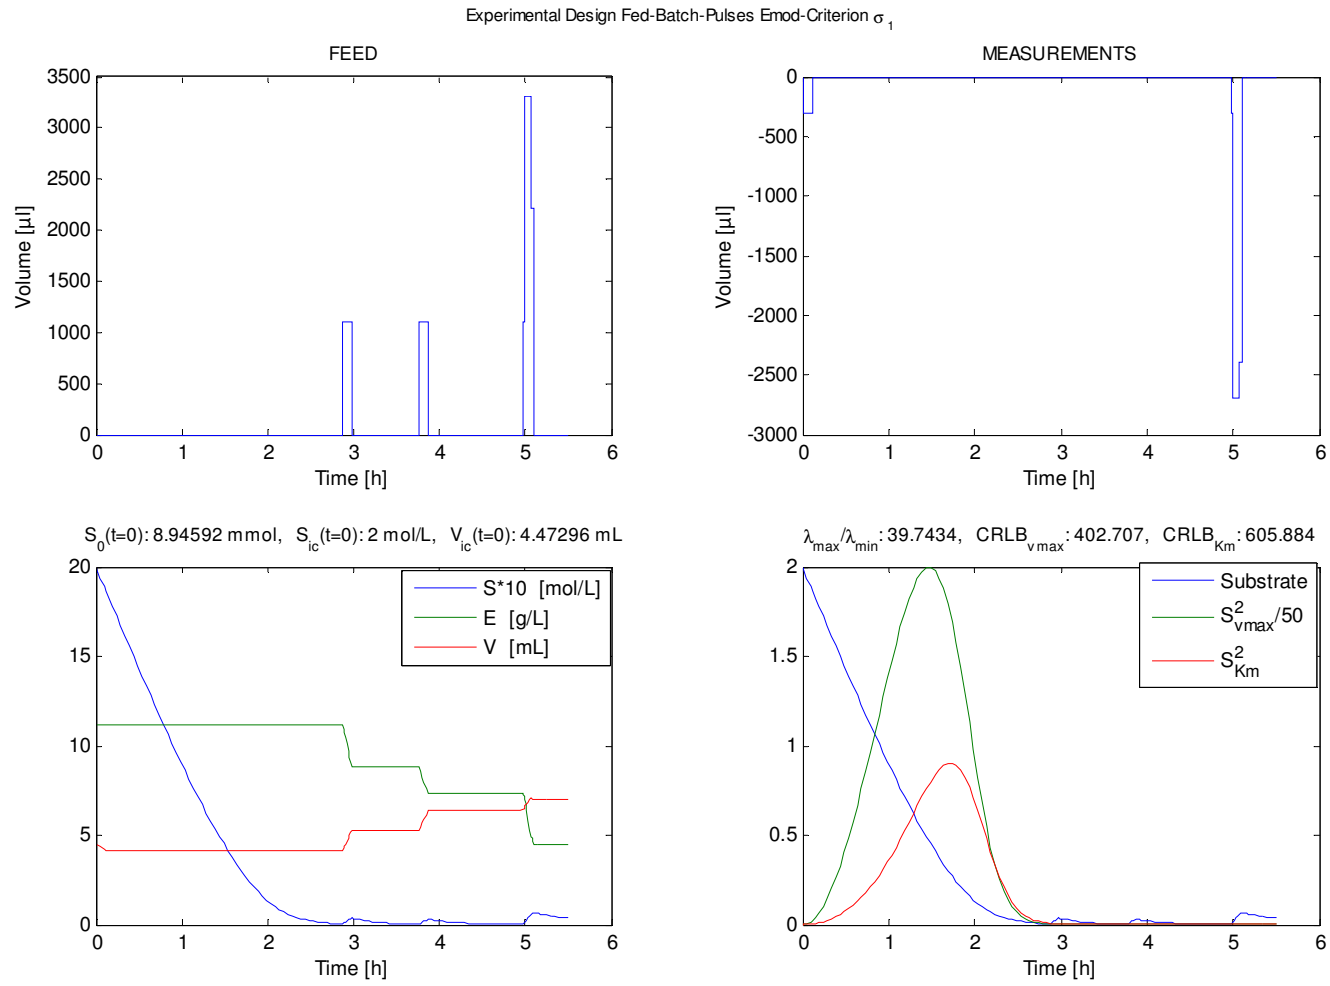 Experimental Design Fed-Batch-Pulses Emod-Criterion σ1
FEED
3500
3000
2500
2000
1500
1000
500
0
Volume [µl]
0 1 2 3 4 5 6
Time [h]
MEASUREMENTS
0
-500
-1000
-1500
-2000
-2500
-3000
Volume [µl]
0 1 2 3 4 5 6
Time [h]
S0(t=0): 8.94592 mmol, Sic(t=0): 2 mol/L, Vic(t=0): 4.47296 mL
20
15
10
5
0
S*10 [mol/L]
E [g/L]
V [mL]
0 1 2 3 4 5 6
Time [h]
λmax/λmin: 39.7434, CRLBvmax: 402.707, CRLBKm: 605.884
2
1.5
1
0.5
0
Substrate
S²vmax/50
S²Km
0 1 2 3 4 5 6
Time [h]